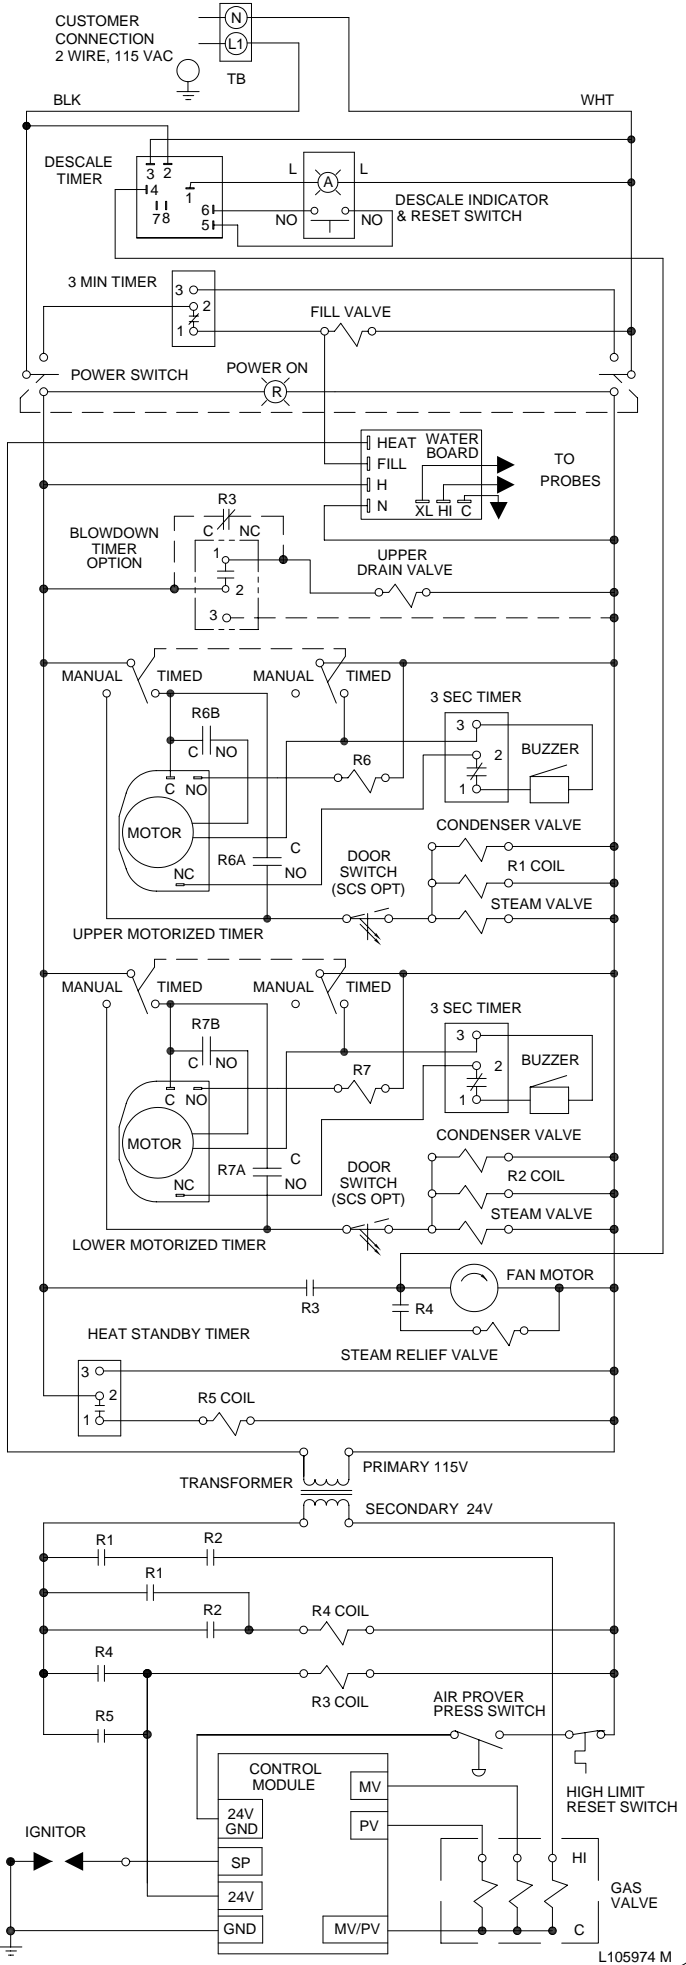 CUSTOMER
CONNECTION
2 WIRE, 115 VAC
N
L1
TB
BLK
WHT
DESCALE
TIMER
3 2
4
1
7 8
6
5
L
A
L
NO
NO
DESCALE INDICATOR
& RESET SWITCH
3 MIN TIMER
3
2
1
FILL VALVE
POWER SWITCH
POWER ON
R
HEAT
FILL
H
N
WATER
BOARD
XL HI C
TO
PROBES
R3
C NC
BLOWDOWN
TIMER
OPTION
1
2
3
UPPER
DRAIN VALVE
MANUAL
TIMED
MANUAL
TIMED
3 SEC TIMER
3
2
1
BUZZER
R6B
C NO
R6
C NO
MOTOR
NC
R6A
C
NO
DOOR
SWITCH
(SCS OPT)
CONDENSER VALVE
R1 COIL
STEAM VALVE
UPPER MOTORIZED TIMER
MANUAL
TIMED
MANUAL
TIMED
3 SEC TIMER
3
2
1
BUZZER
R7B
C NO
R7
C NO
MOTOR
NC
R7A
C
NO
DOOR
SWITCH
(SCS OPT)
CONDENSER VALVE
R2 COIL
STEAM VALVE
LOWER MOTORIZED TIMER
R3
FAN MOTOR
R4
STEAM RELIEF VALVE
HEAT STANDBY TIMER
3
2
1
R5 COIL
TRANSFORMER
PRIMARY 115V
SECONDARY 24V
R1
R2
R1
R2
R4 COIL
R4
R3 COIL
R5
AIR PROVER
PRESS SWITCH
HIGH LIMIT
RESET SWITCH
CONTROL
MODULE
MV
24V
GND
PV
IGNITOR
SP
24V
GND
MV/PV
HI
GAS
VALVE
C
L105974 M